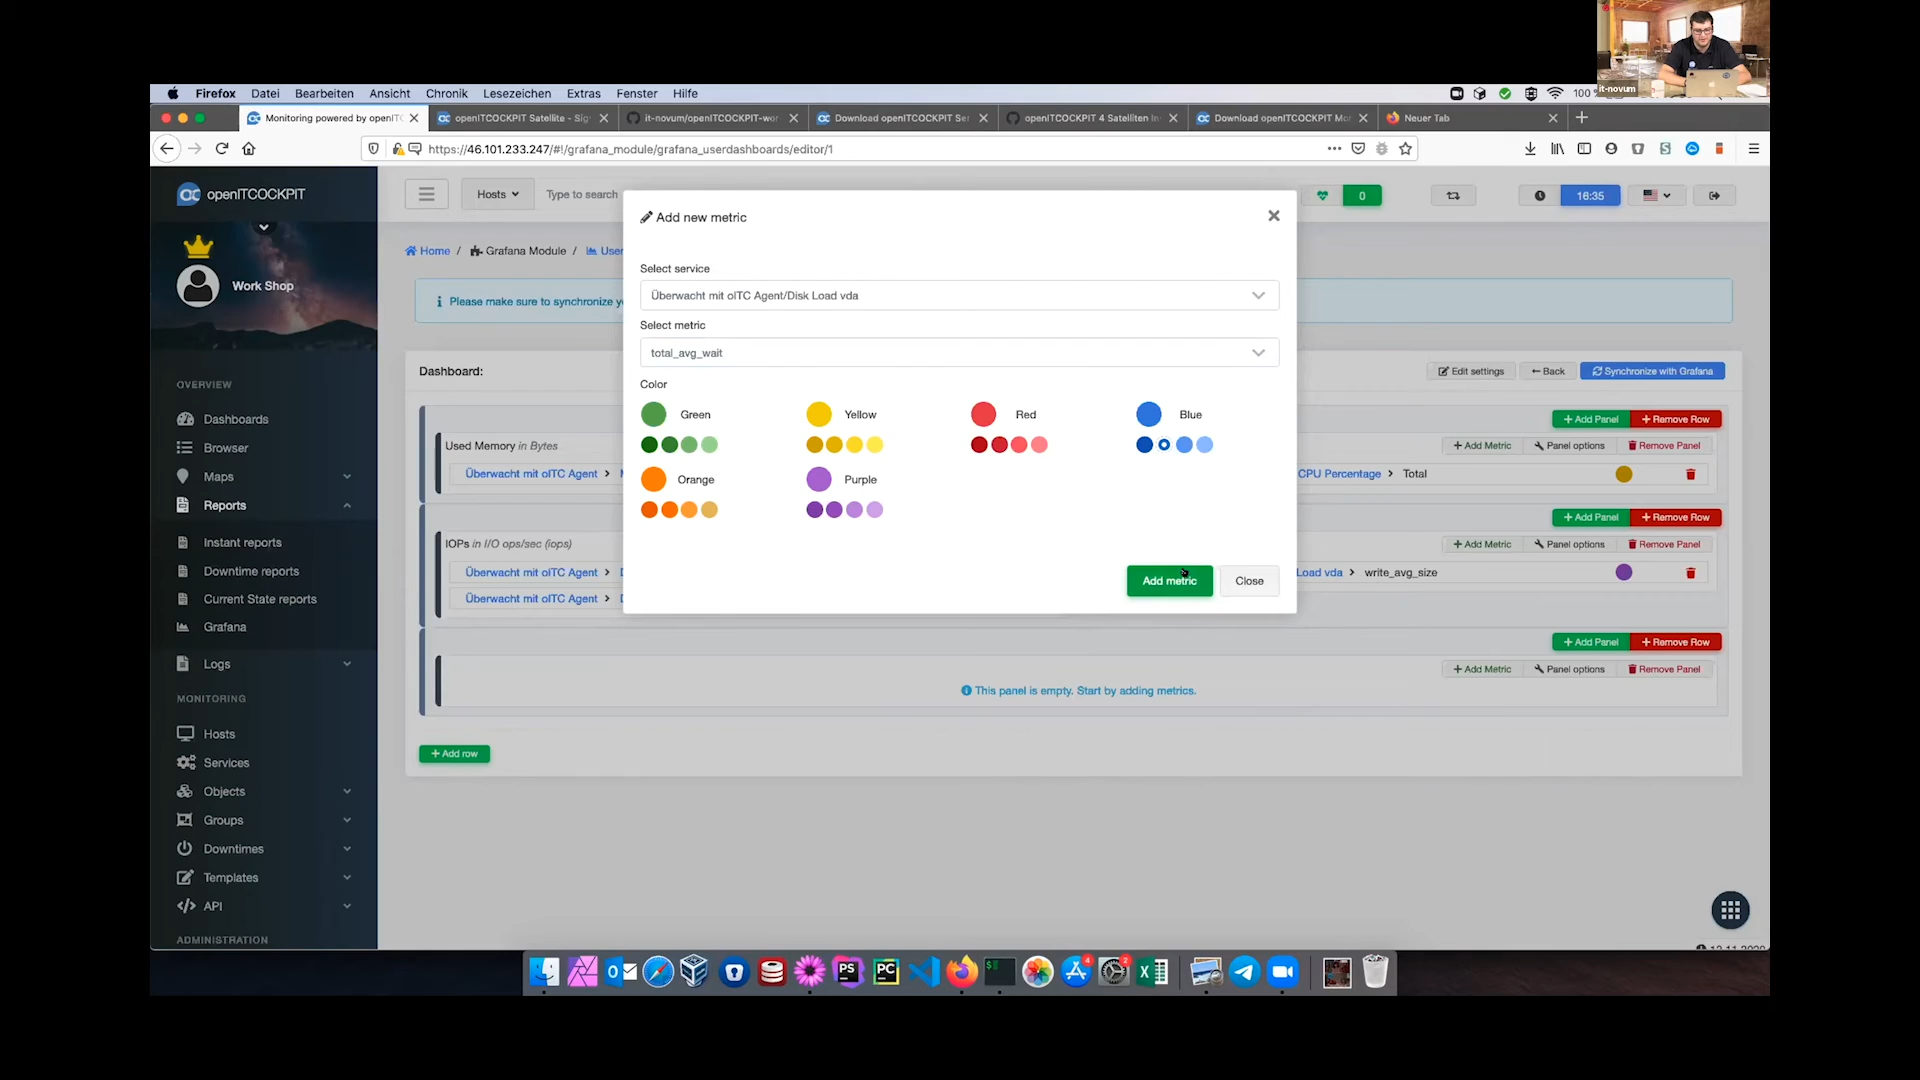 it-novum
Firefox Datei Bearbeiten Ansicht Chronik Lesezeichen Extras Fenster Hilfe 100
Monitoring powered by openITC openITCOCKPIT Satellite - Sig it-novum/openITCOCKPIT-wor Download openITCOCKPIT Ser openITCOCKPIT 4 Satelliten In Download openITCOCKPIT Mo Neuer Tab
https://46.101.233.247/#!/grafana_module/grafana_userdashboards/editor/1
openITCOCKPIT Hosts Type to search 0 16:35
Add new metric
Home / Grafana Module / User
Work Shop
Please make sure to synchronize y
Select service
Überwacht mit oITC Agent/Disk Load vda
Select metric
total_avg_wait
Color
Green Yellow Red Blue
Orange Purple
Add metric Close
Dashboard: Edit settings Back Synchronize with Grafana
Add Panel Remove Row
Used Memory in Bytes Add Metric Panel options Remove Panel
Überwacht mit oITC Agent > CPU Percentage > Total
Add Panel Remove Row
IOPs in I/O ops/sec (iops) Add Metric Panel options Remove Panel
Überwacht mit oITC Agent > Load vda > write_avg_size
Überwacht mit oITC Agent >
Add Panel Remove Row
Add Metric Panel options Remove Panel
This panel is empty. Start by adding metrics.
Add row
OVERVIEW
Dashboards
Browser
Maps
Reports
Instant reports
Downtime reports
Current State reports
Grafana
Logs
MONITORING
Hosts
Services
Objects
Groups
Downtimes
Templates
API
ADMINISTRATION
PS PC 4 2